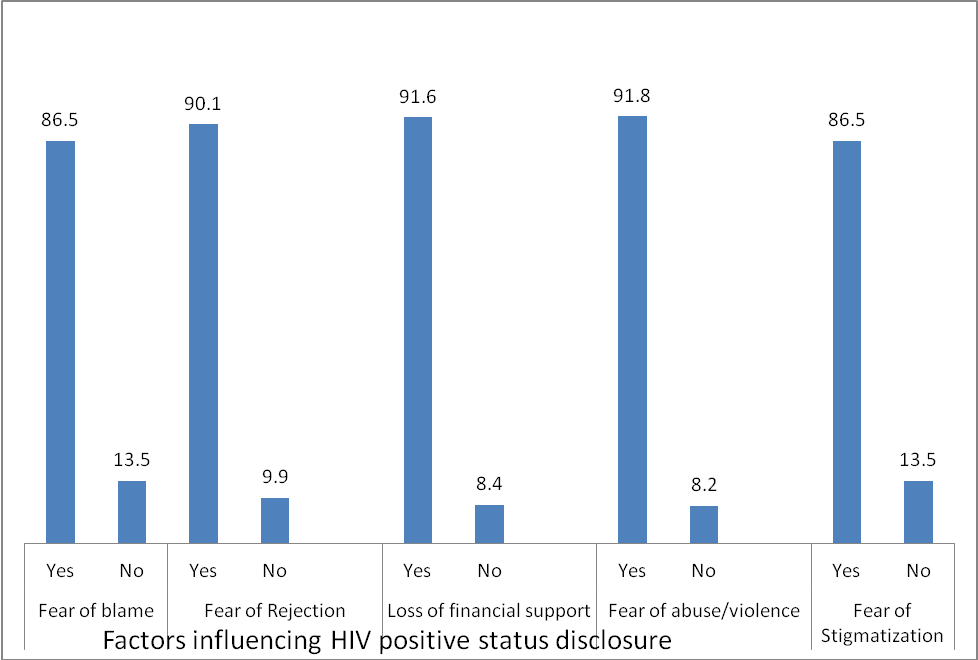 91.8
91.6
90.1
86.5
86.5
13.5
13.5
9.9
8.4
8.2
Yes No Yes No Yes No Yes No Yes No
Fear of blame Fear of Rejection Loss of financial support Fear of abuse/violence Fear of
Stigmatization
Factors influencing HIV positive status disclosure